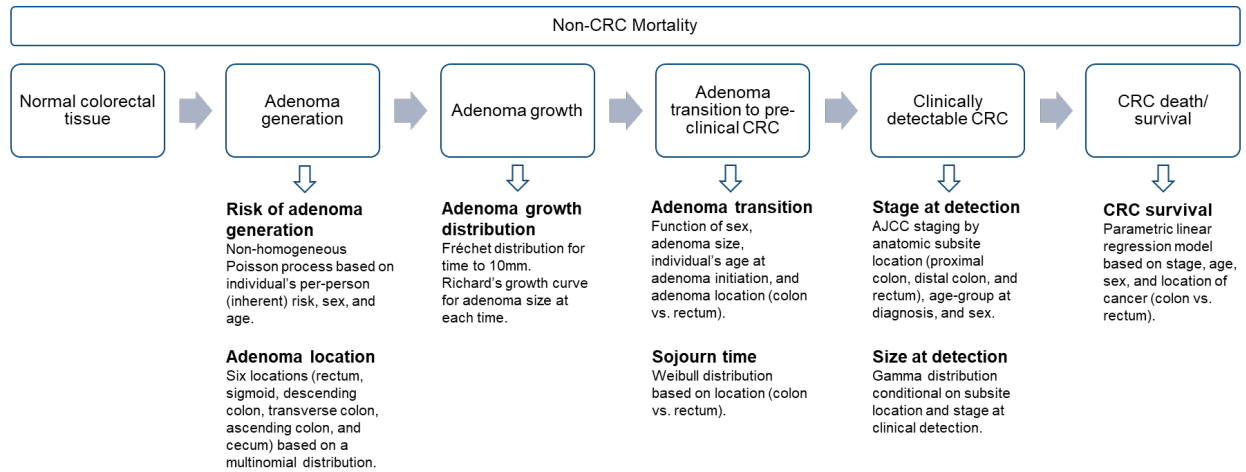 Non-CRC Mortality
Normal colorectal
tissue
Adenoma
generation
Adenoma growth
Adenoma
transition to pre-
clinical CRC
Clinically
detectable CRC
CRC death/
survival
Risk of adenoma
generation
Non-homogeneous
Poisson process based on
individual's per-person
(inherent) risk, sex, and
age.
Adenoma location
Six locations (rectum,
sigmoid, descending
colon, transverse colon,
ascending colon, and
cecum) based on a
multinomial distribution.
Adenoma growth
distribution
Fréchet distribution for
time to 10mm.
Richard's growth curve
for adenoma size at
each time.
Adenoma transition
Function of sex,
adenoma size,
individual's age at
adenoma initiation, and
adenoma location (colon
vs. rectum).
Sojourn time
Weibull distribution
based on location (colon
vs. rectum).
Stage at detection
AJCC staging by
anatomic subsite
location (proximal
colon, distal colon, and
rectum), age-group at
diagnosis, and sex.
Size at detection
Gamma distribution
conditional on subsite
location and stage at
clinical detection.
CRC survival
Parametric linear
regression model
based on stage, age,
sex, and location of
cancer (colon vs.
rectum).